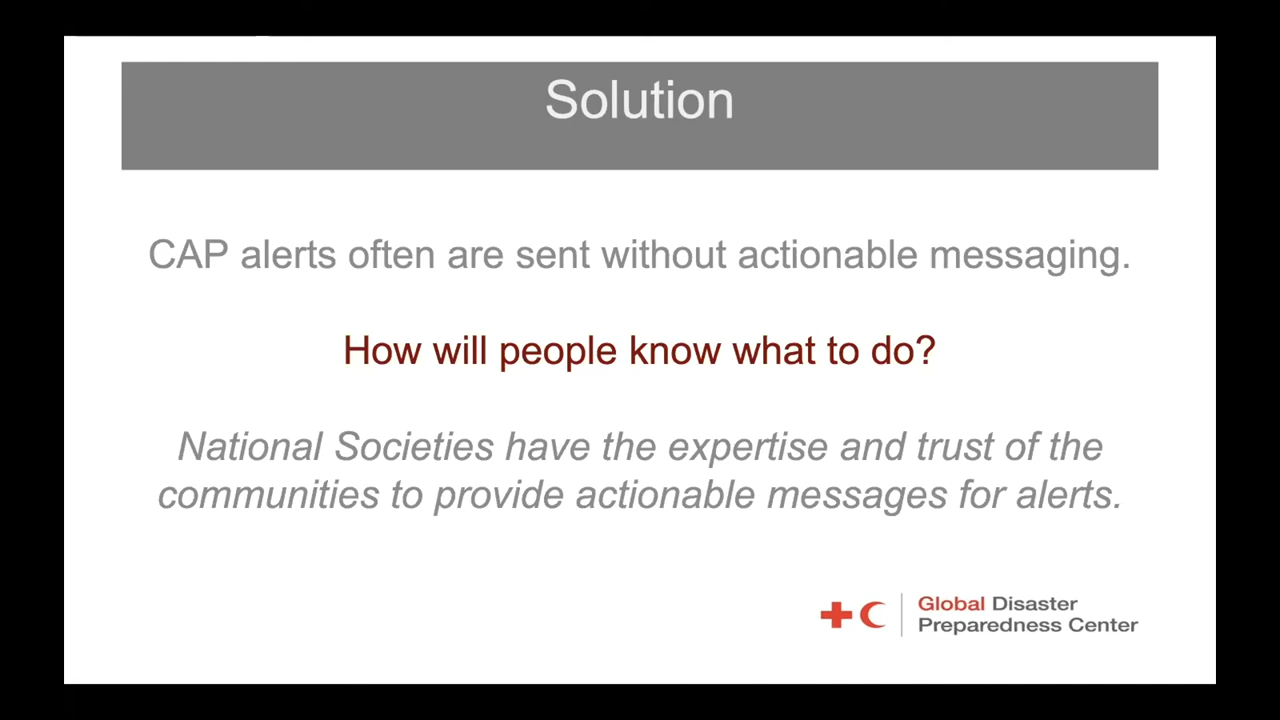 Solution
CAP alerts often are sent without actionable messaging.
How will people know what to do?
National Societies have the expertise and trust of the
communities to provide actionable messages for alerts.
Global Disaster
Preparedness Center